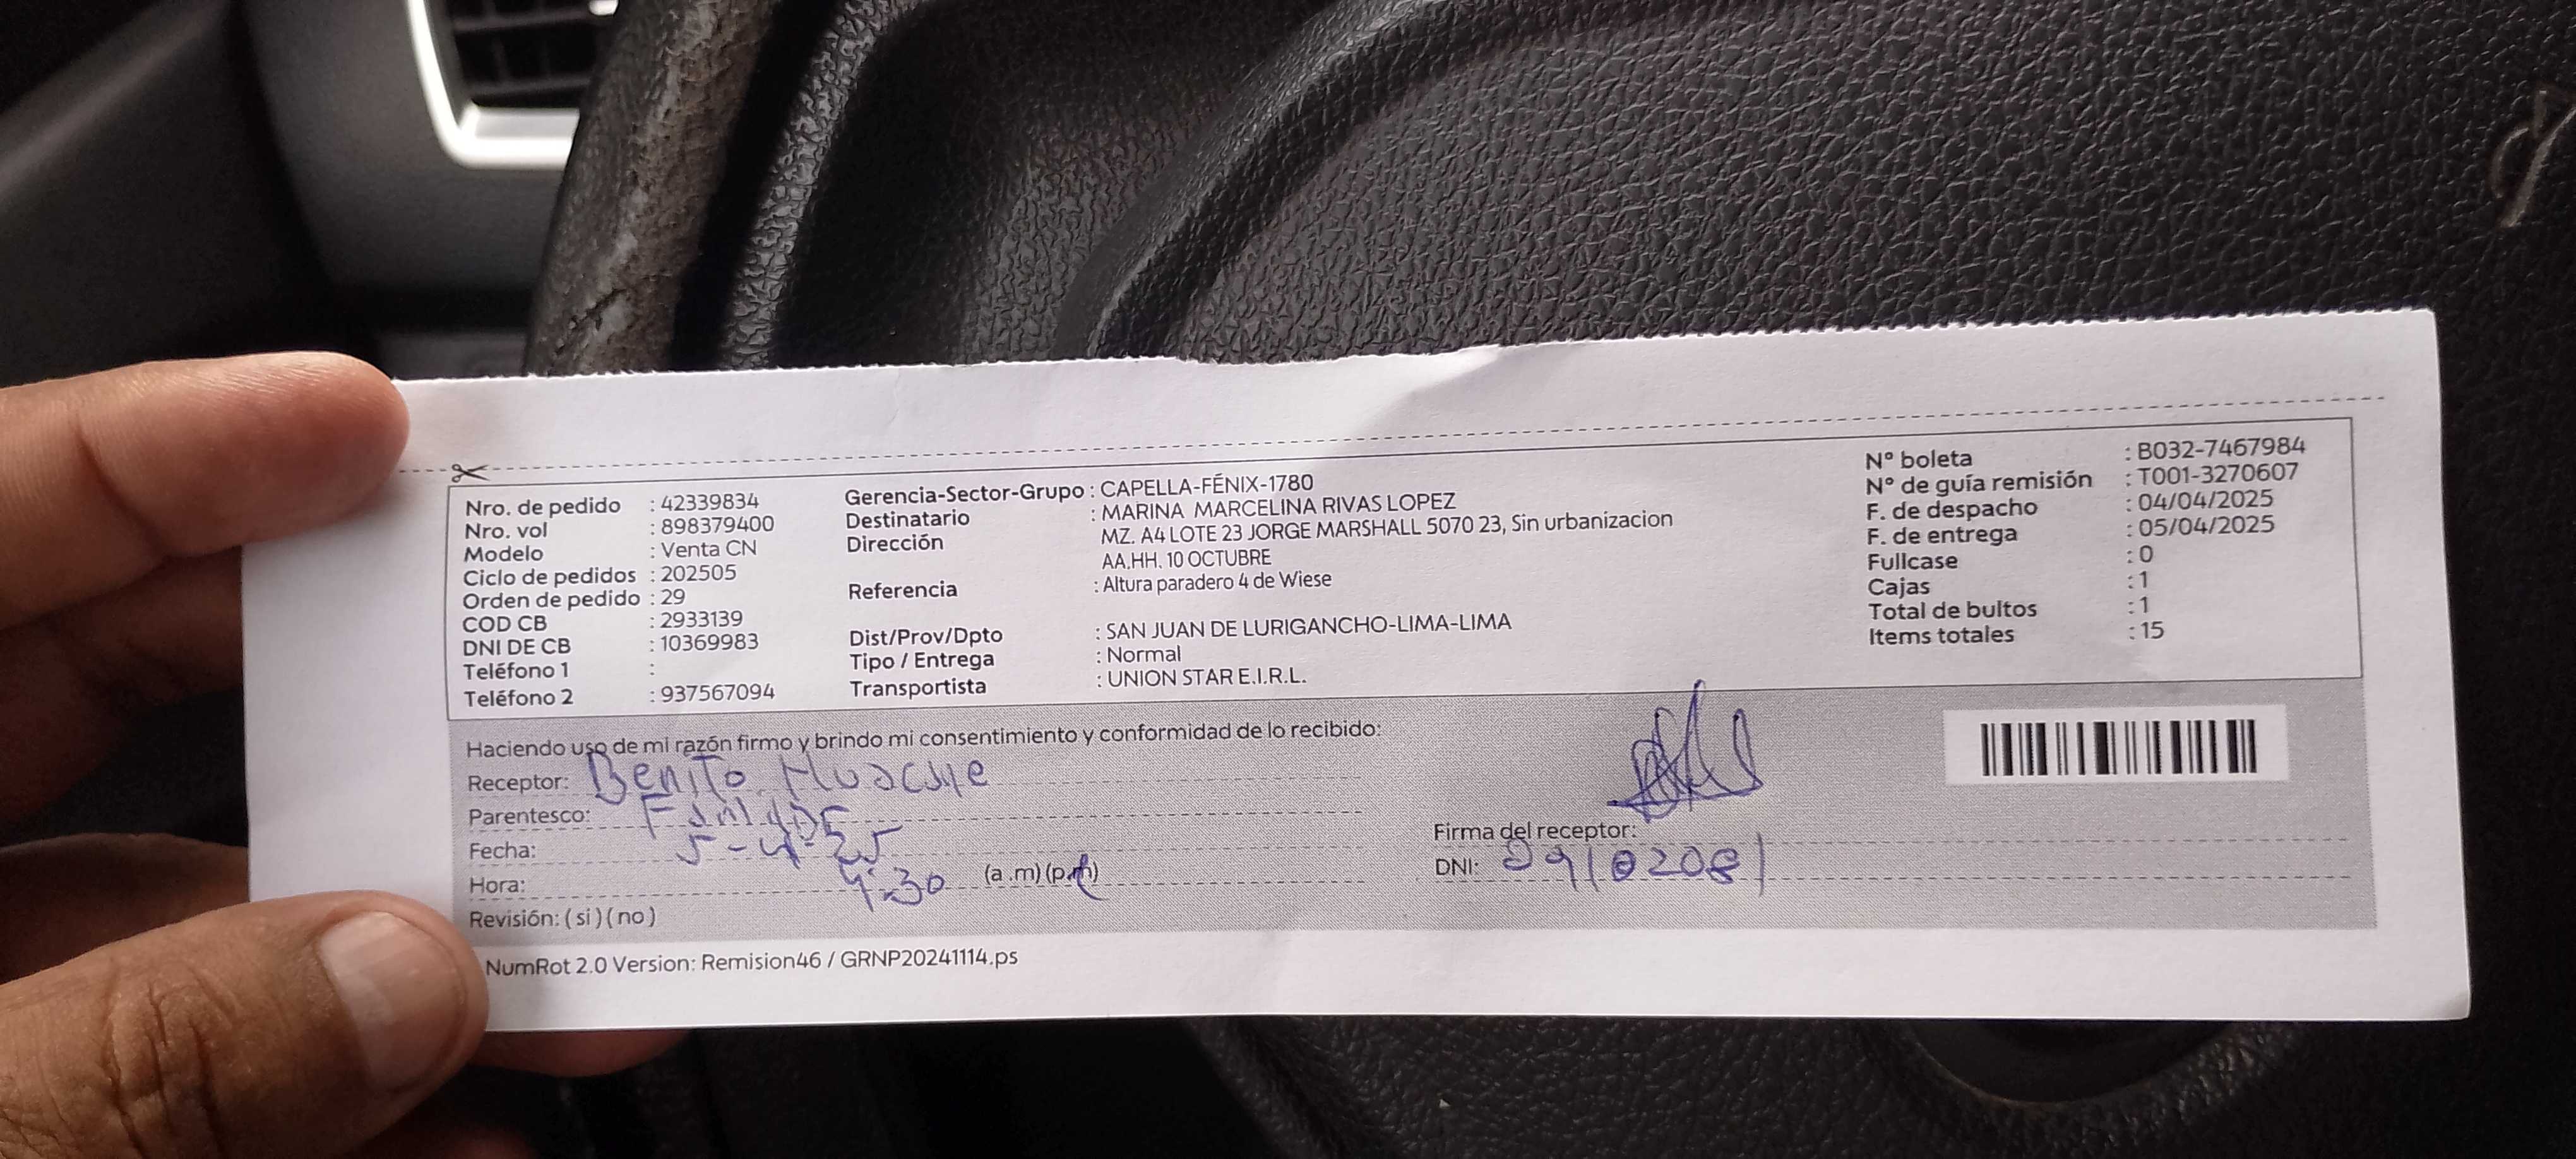 Nro. de pedido : 42339834
Nro. vol : 898379400
Modelo : Venta CN
Ciclo de pedidos : 202505
Orden de pedido : 29
COD CB : 2933139
DNI DE CB : 10369983
Teléfono 1 :
Teléfono 2 : 937567094
Gerencia-Sector-Grupo : CAPELLA-FÉNIX-1780
Destinatario : MARINA MARCELINA RIVAS LOPEZ
Dirección MZ. A4 LOTE 23 JORGE MARSHALL 5070 23, Sin urbanizacion
AA.HH. 10 OCTUBRE
Referencia : Altura paradero 4 de Wiese
Dist/Prov/Dpto : SAN JUAN DE LURIGANCHO-LIMA-LIMA
Tipo / Entrega : Normal
Transportista : UNION STAR E.I.R.L.
N° boleta : B032-7467984
N° de guía remisión : T001-3270607
F. de despacho : 04/04/2025
F. de entrega : 05/04/2025
Fullcase : 0
Cajas : 1
Total de bultos : 1
Items totales : 15
Haciendo uso de mi razón firmo y brindo mi consentimiento y conformidad de lo recibido:
Receptor: Benito
Parentesco:
Fecha: 5-4-25
Hora: 4:30 (a.m)(p.m)
Revisión: (si)(no)
Firma del receptor:
DNI:
NumRot 2.0 Version: Remision46 / GRNP20241114.ps